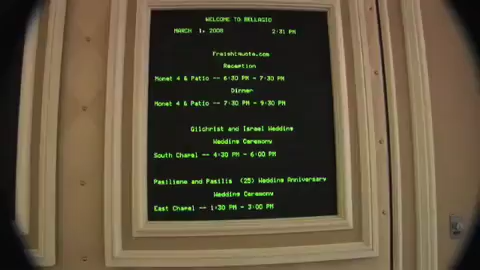 WELCOME TO BELLAGIO
MARCH 1, 2008 2:31 PM
Freightquote.com
Reception
Monet 4 & Patio -- 6:30 PM - 7:30 PM
Dinner
Monet 4 & Patio -- 7:30 PM - 9:30 PM
Gilchrist and Israel Wedding
Wedding Ceremony
South Chapel -- 4:30 PM - 6:00 PM
Pasiliene and Pasilis (25) Wedding Anniversary
Wedding Ceremony
East Chapel -- 1:30 PM - 3:00 PM